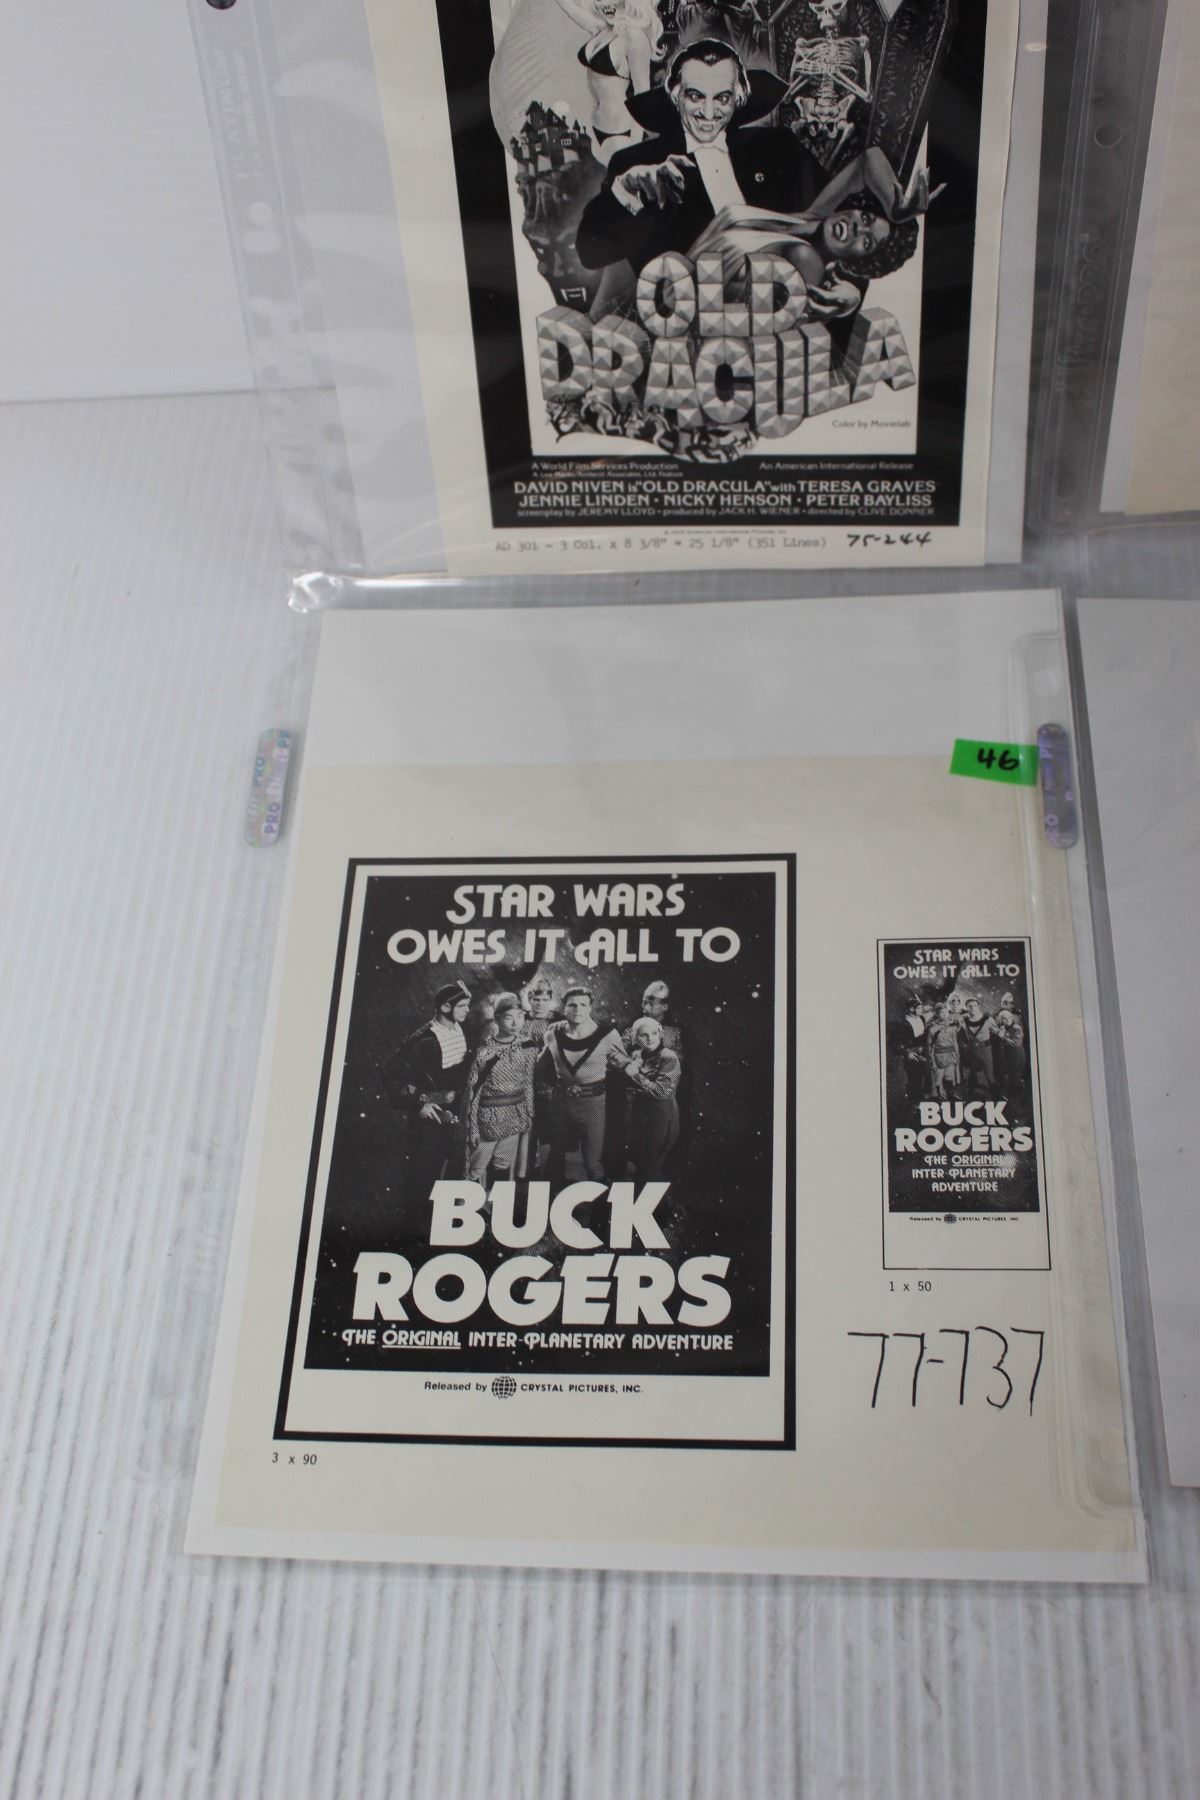 OLD
DRACULA
Color by Movielab
A World Film Services Production
An American International Release
DAVID NIVEN is "OLD DRACULA" with TERESA GRAVES
JENNIE LINDEN • NICKY HENSON • PETER BAYLISS
screenplay by JEREMY LLOYD • produced by JACK H. WIENER • directed by CLIVE DONNER
AD 301 - 3 Col. x 8 3/8" = 25 1/8" (351 Lines) 75-244
46
STAR WARS
OWES IT ALL TO
BUCK
ROGERS
THE ORIGINAL INTER-PLANETARY ADVENTURE
Released by CRYSTAL PICTURES, INC.
3 x 90
STAR WARS
OWES IT ALL TO
BUCK
ROGERS
THE ORIGINAL
INTER-PLANETARY
ADVENTURE
Released by CRYSTAL PICTURES, INC.
1 x 50
77-737